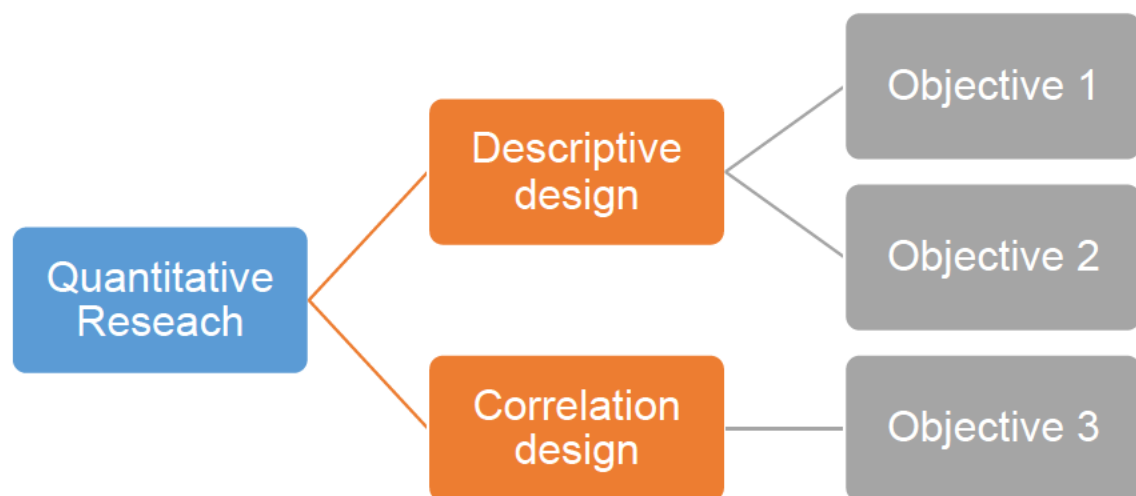 Quantitative
Reseach
Descriptive
design
Correlation
design
Objective 1
Objective 2
Objective 3